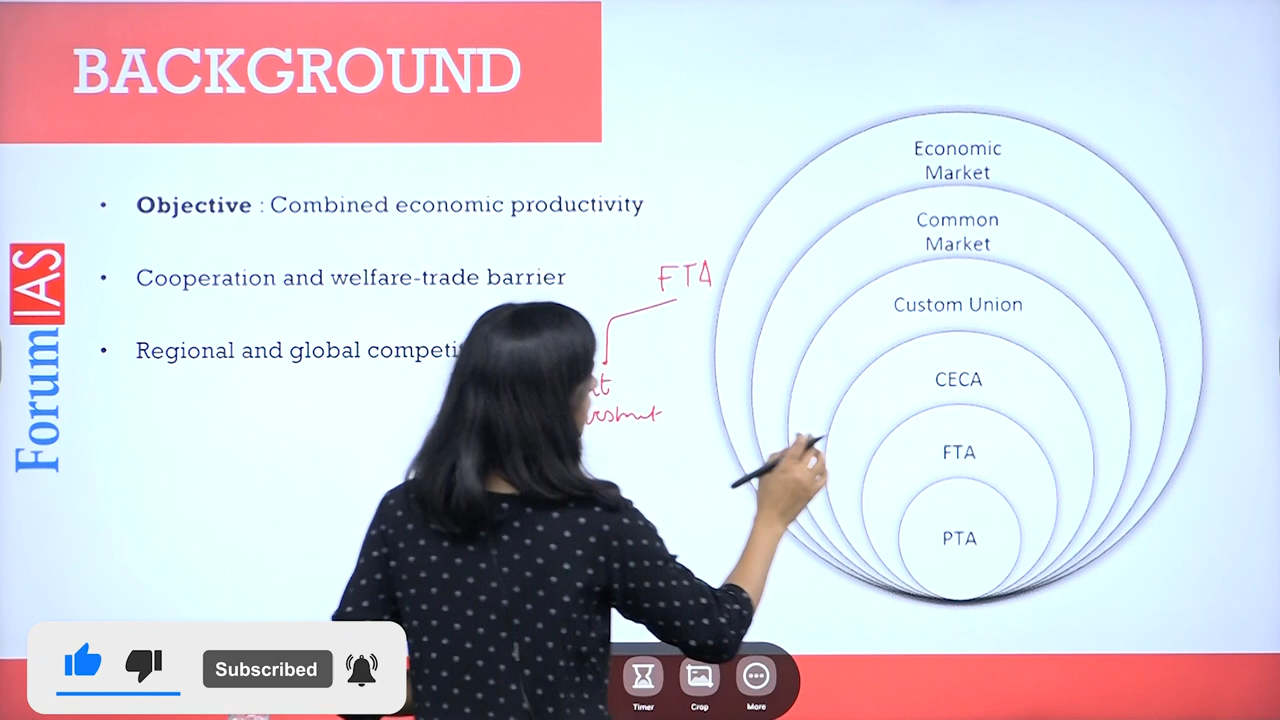 BACKGROUND
• Objective : Combined economic productivity
• Cooperation and welfare-trade barrier
• Regional and global
FTA
Economic
Market
Common
Market
Custom Union
CECA
FTA
PTA
Forum IAS
Subscribed
Timer
Crop
More